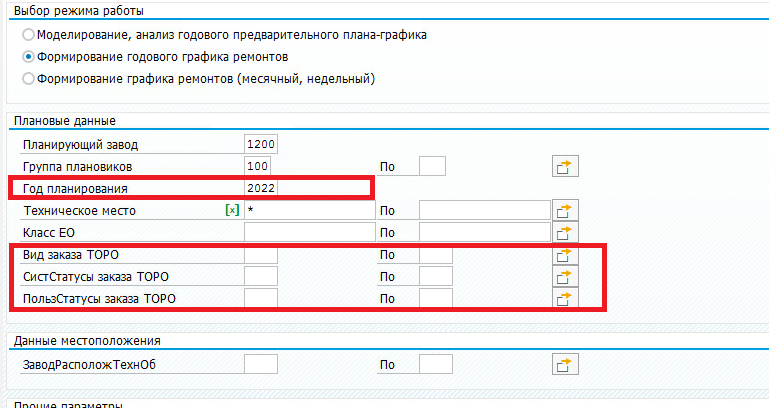 Выбор режима работы
Моделирование, анализ годового предварительного плана-графика
Формирование годового графика ремонтов
Формирование графика ремонтов (месячный, недельный)
Плановые данные
Планирующий завод 1200
Группа плановиков 100 По
Год планирования 2022
Техническое место [x] * По
Класс ЕО По
Вид заказа ТОРО По
СистСтатусы заказа ТОРО По
ПользСтатусы заказа ТОРО По
Данные местоположения
ЗаводРасположТехнОб По
Прочие параметры